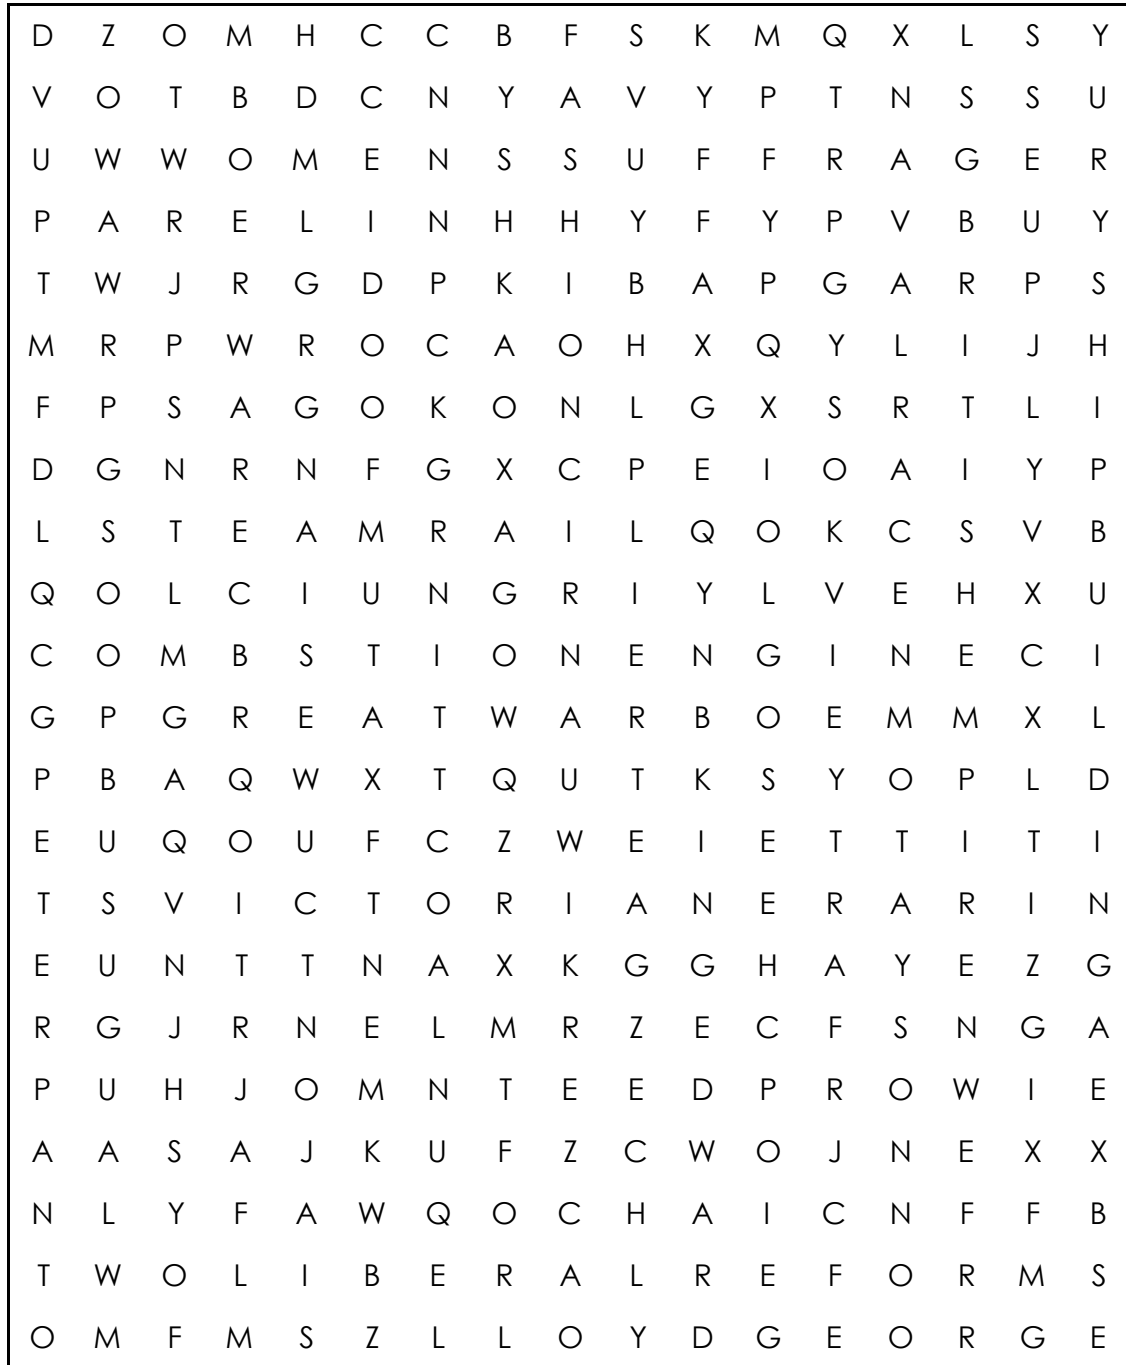 D Z O M H C C B F S K M Q X L S Y
V O T B D C N Y A V Y P T N S S U
U W W O M E N S S U F F R A G E R
P A R E L I N H H Y F Y P V B U Y
T W J R G D P K I B A P G A R P S
M R P W R O C A O H X Q Y L I J H
F P S A G O K O N L G X S R T L I
D G N R N F G X C P E I O A I Y P
L S T E A M R A I L Q O K C S V B
Q O L C I U N G R I Y L V E H X U
C O M B S T I O N E N G I N E C I
G P G R E A T W A R B O E M M X L
P B A Q W X T Q U T K S Y O P L D
E U Q O U F C Z W E I E T T I T I
T S V I C T O R I A N E R A R I N
E U N T T N A X K G G H A Y E Z G
R G J R N E L M R Z E C F S N G A
P U H J O M N T E E D P R O W I E
A A S A J K U F Z C W O J N E X X
N L Y F A W Q O C H A I C N F F B
T W O L I B E R A L R E F O R M S
O M F M S Z L L O Y D G E O R G E